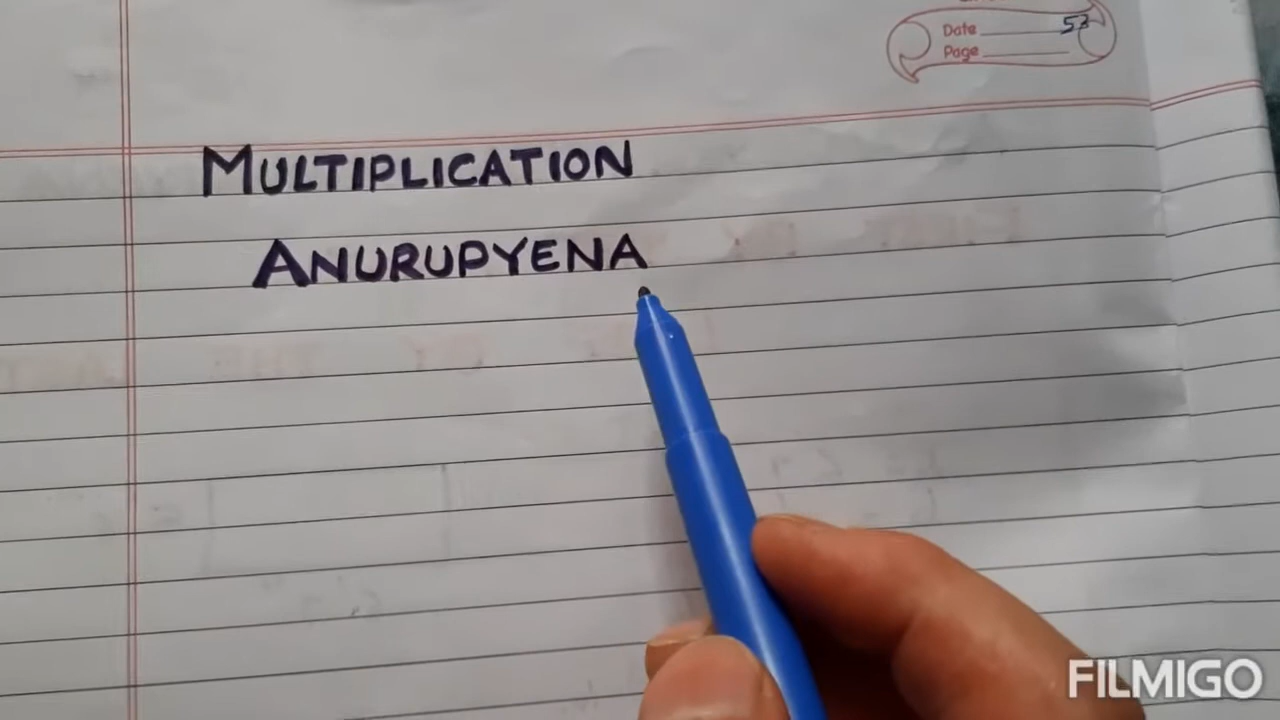 Date 53
Page
MULTIPLICATION
ANURUPYENA
FILMIGO